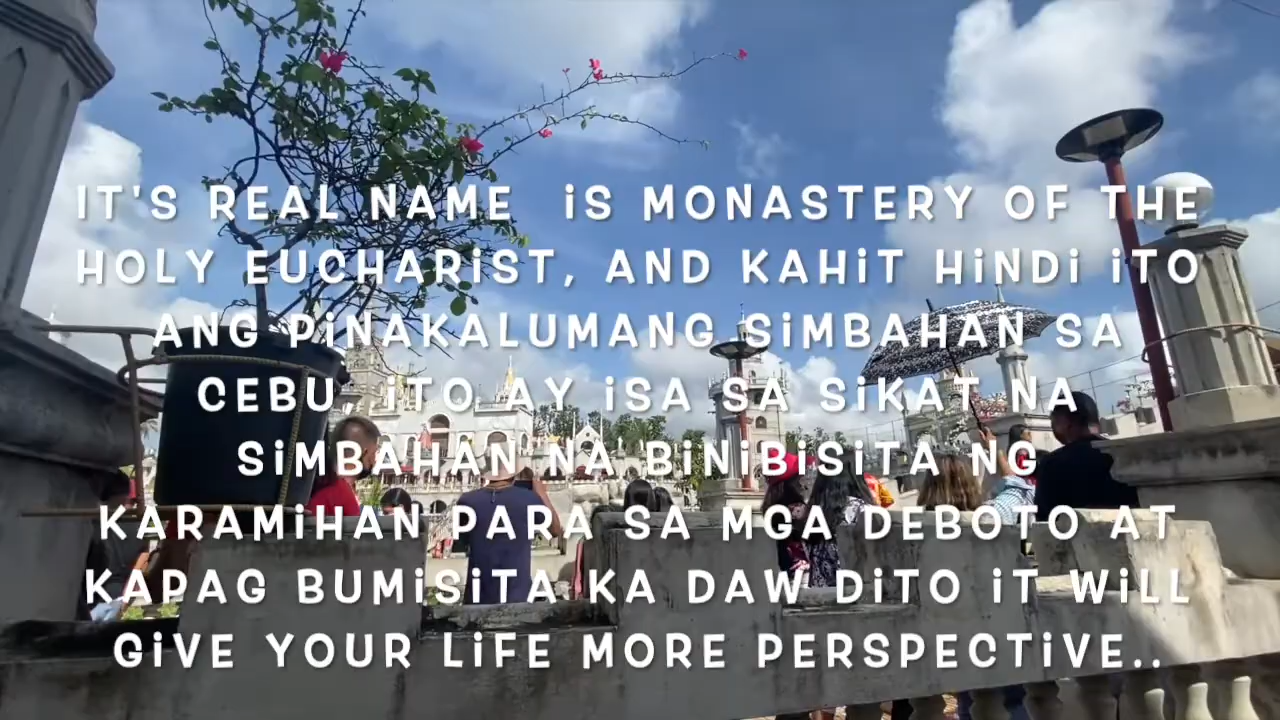 IT'S REAL NAME iS MONASTERY OF THE
HOLY EUCHARiST, AND KAHiT HiNDi iTO
ANG PiNAKALUMANG SiMBAHAN SA
CEBU iTO AY iSA SA SiKAT NA
SiMBAHAN NA BiNiBiSiTA NG
KARAMiHAN PARA SA MGA DEBOTO AT
KAPAG BUMiSiTA KA DAW DiTO iT WiLL
GiVE YOUR LiFE MORE PERSPECTiVE..